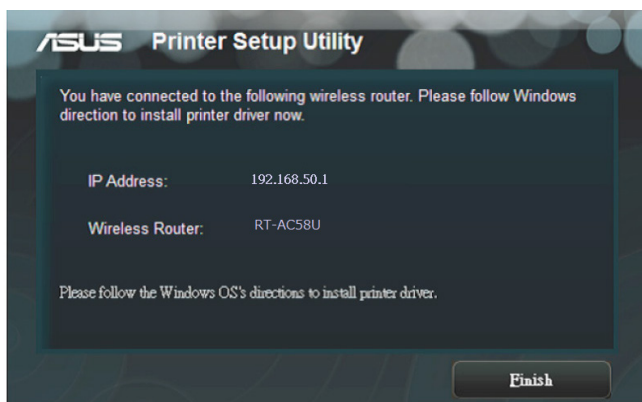 ASUS Printer Setup Utility
You have connected to the following wireless router. Please follow Windows
direction to install printer driver now.
IP Address: 192.168.50.1
Wireless Router: RT-AC58U
Please follow the Windows OS's directions to install printer driver.
Finish